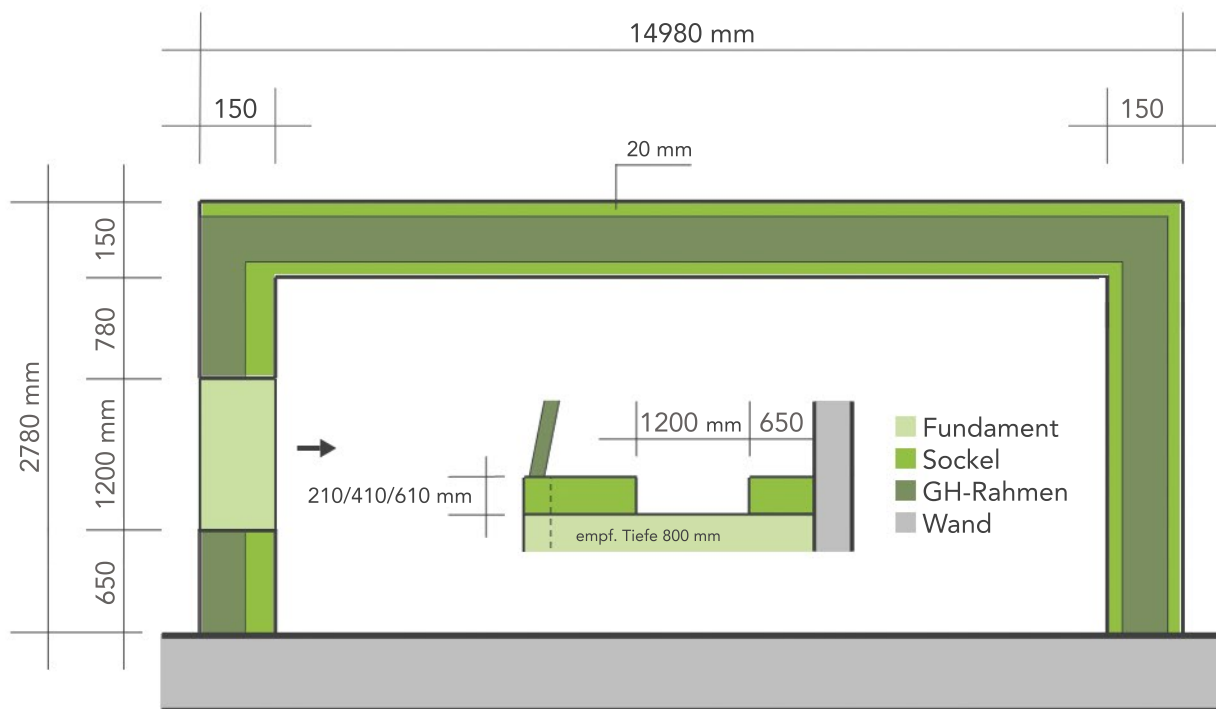 14980 mm
150
150
20 mm
150
780
2780 mm
1200 mm
650
1200 mm
650
210/410/610 mm
empf. Tiefe 800 mm
Fundament
Sockel
GH-Rahmen
Wand